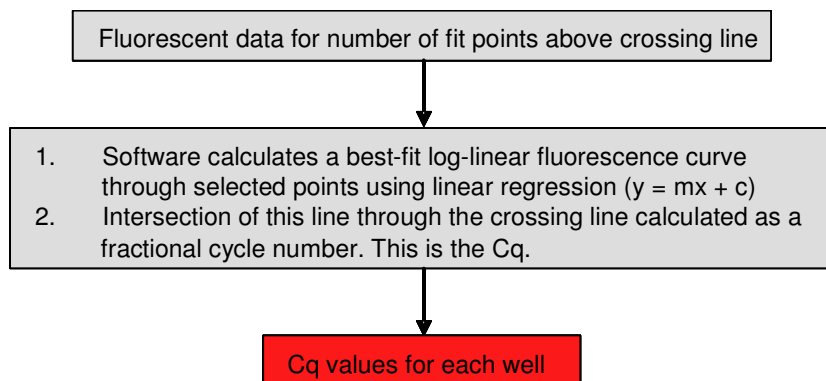 Fluorescent data for number of fit points above crossing line
1. Software calculates a best-fit log-linear fluorescence curve
through selected points using linear regression (y = mx + c)
2. Intersection of this line through the crossing line calculated as a
fractional cycle number. This is the Cq.
Cq values for each well